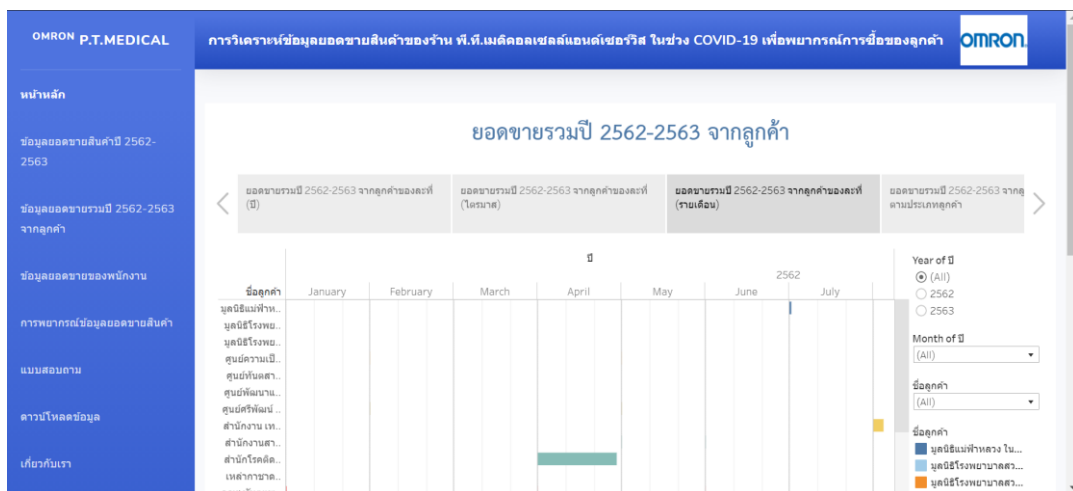 OMRON P.T.MEDICAL
การวิเคราะห์ข้อมูลยอดขายสินค้าของร้าน พี.ที.เมดิคอลเซลล์แอนด์เซอร์วิส ในช่วง COVID-19 เพื่อพยากรณ์การซื้อของลูกค้า
OMRON
หน้าหลัก
ข้อมูลยอดขายสินค้าปี 2562-
2563
ข้อมูลยอดขายรวมปี 2562-2563
จากลูกค้า
ข้อมูลยอดขายของพนักงาน
การพยากรณ์ข้อมูลยอดขายสินค้า
แบบสอบถาม
ดาวน์โหลดข้อมูล
เกี่ยวกับเรา
ยอดขายรวมปี 2562-2563 จากลูกค้า
ยอดขายรวมปี 2562-2563 จากลูกค้าของละที่
(ปี)
ยอดขายรวมปี 2562-2563 จากลูกค้าของละที่
(ไตรมาส)
ยอดขายรวมปี 2562-2563 จากลูกค้าของละที่
(รายเดือน)
ยอดขายรวมปี 2562-2563 จากลูก
ตามประเภทลูกค้า
ปี
2562
ชื่อลูกค้า January February March April May June July
มูลนิธิแม่ฟ้าห...
มูลนิธิโรงพย...
มูลนิธิโรงพย...
ศูนย์ความเป็...
ศูนย์ทันตสา...
ศูนย์พัฒนาแ...
ศูนย์ศรีพัฒน์ ...
สำนักงาน เท...
สำนักงานสา...
สำนักโรคติด...
เหล่ากาชาด...
Year of ปี
(All)
2562
2563
Month of ปี
(All)
ชื่อลูกค้า
(All)
ชื่อลูกค้า
มูลนิธิแม่ฟ้าหลวง ใน...
มูลนิธิโรงพยาบาลสว...
มูลนิธิโรงพยาบาลสว...